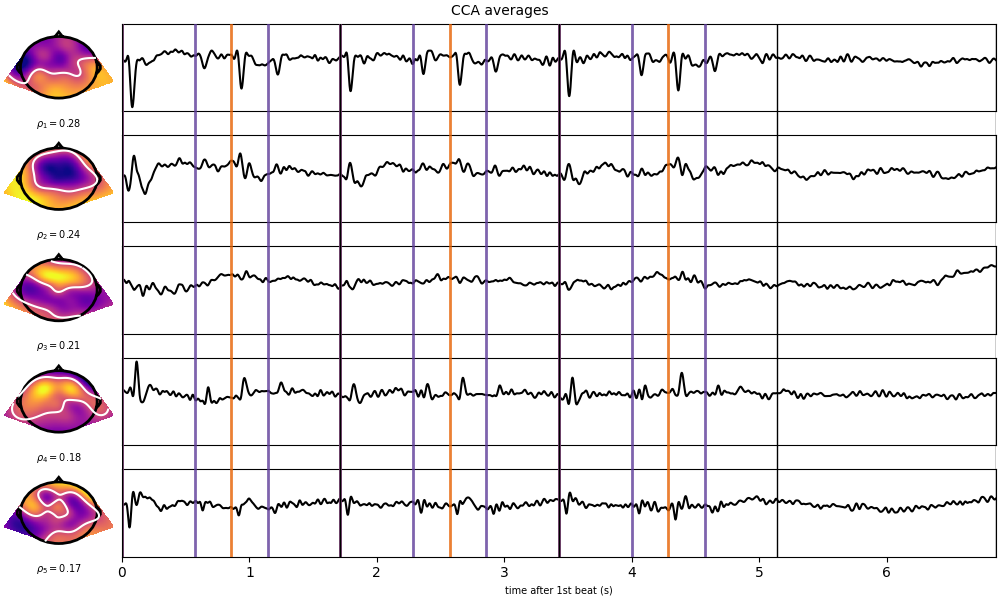 CCA averages
ρ₁ = 0.28
ρ₂ = 0.24
ρ₃ = 0.21
ρ₄ = 0.18
ρ₅ = 0.17
0 1 2 3 4 5 6
time after 1st beat (s)